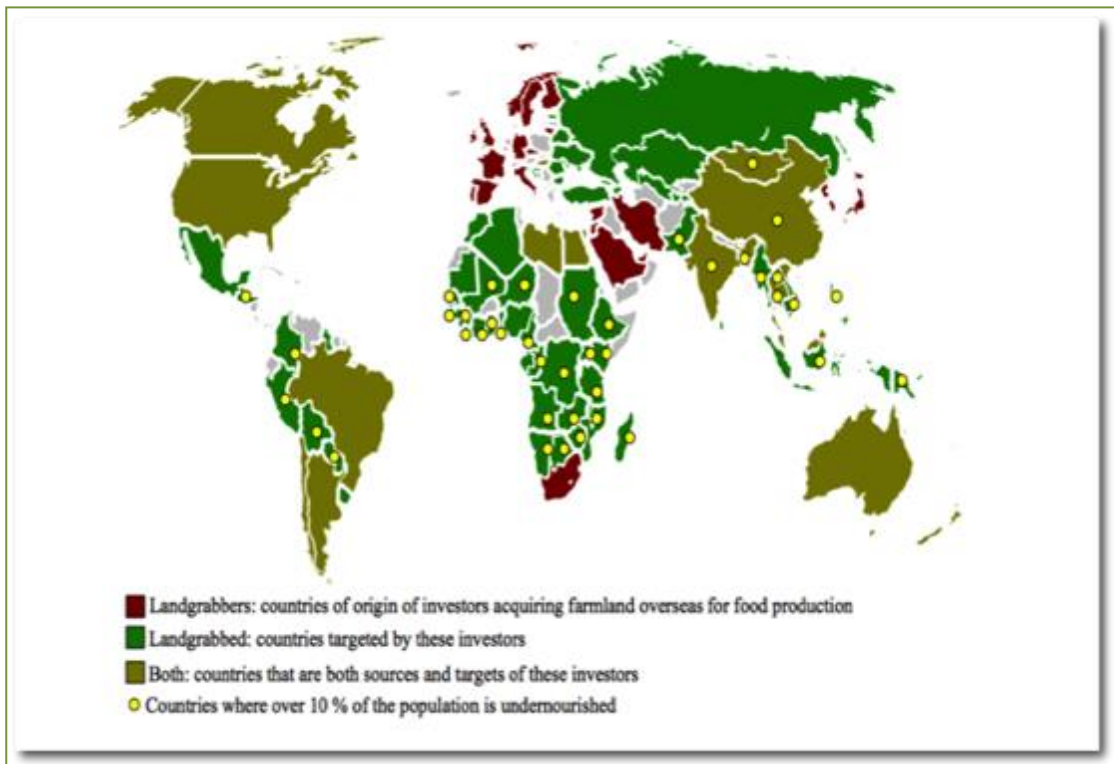 Landgrabbers: countries of origin of investors acquiring farmland overseas for food production
Landgrabbed: countries targeted by these investors
Both: countries that are both sources and targets of these investors
Countries where over 10 % of the population is undernourished